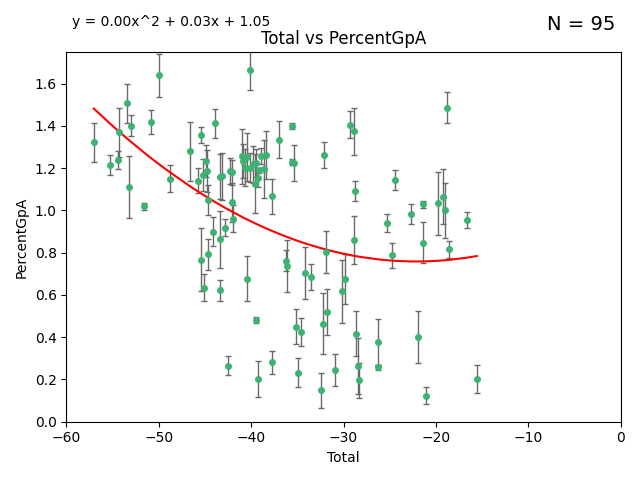 y = 0.00x^2 + 0.03x + 1.05
N = 95
Total vs PercentGpA
PercentGpA
1.6
1.4
1.2
1.0
0.8
0.6
0.4
0.2
0.0
−60 −50 −40 −30 −20 −10 0
Total